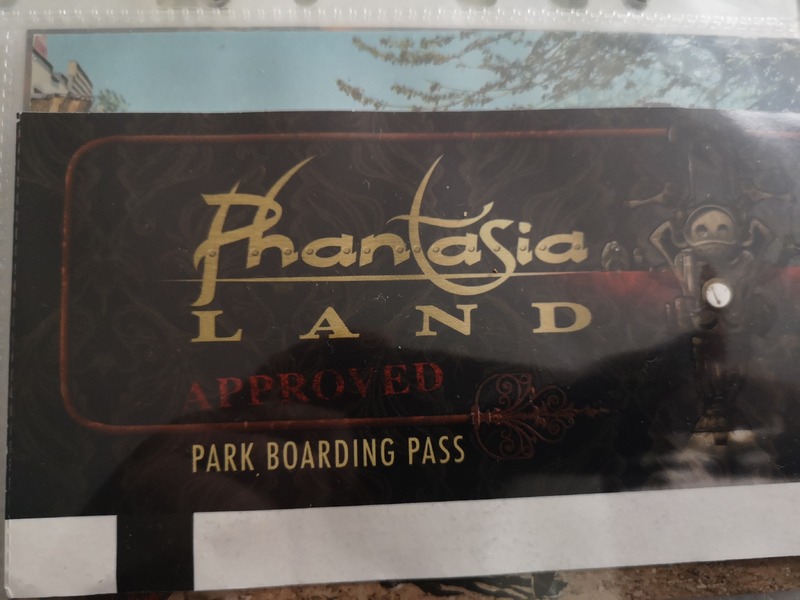 Phantasia
LAND
APPROVED
PARK BOARDING PASS